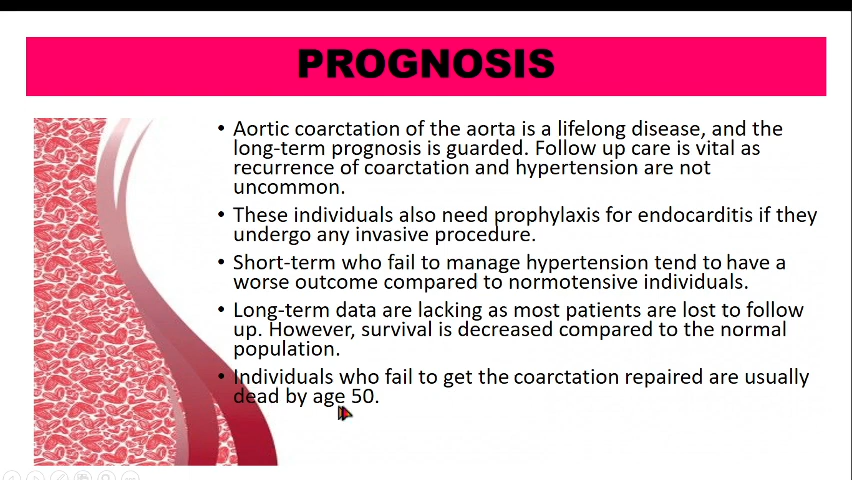 PROGNOSIS
• Aortic coarctation of the aorta is a lifelong disease, and the
long-term prognosis is guarded. Follow up care is vital as
recurrence of coarctation and hypertension are not
uncommon.
• These individuals also need prophylaxis for endocarditis if they
undergo any invasive procedure.
• Short-term who fail to manage hypertension tend to have a
worse outcome compared to normotensive individuals.
• Long-term data are lacking as most patients are lost to follow
up. However, survival is decreased compared to the normal
population.
• Individuals who fail to get the coarctation repaired are usually
dead by age 50.